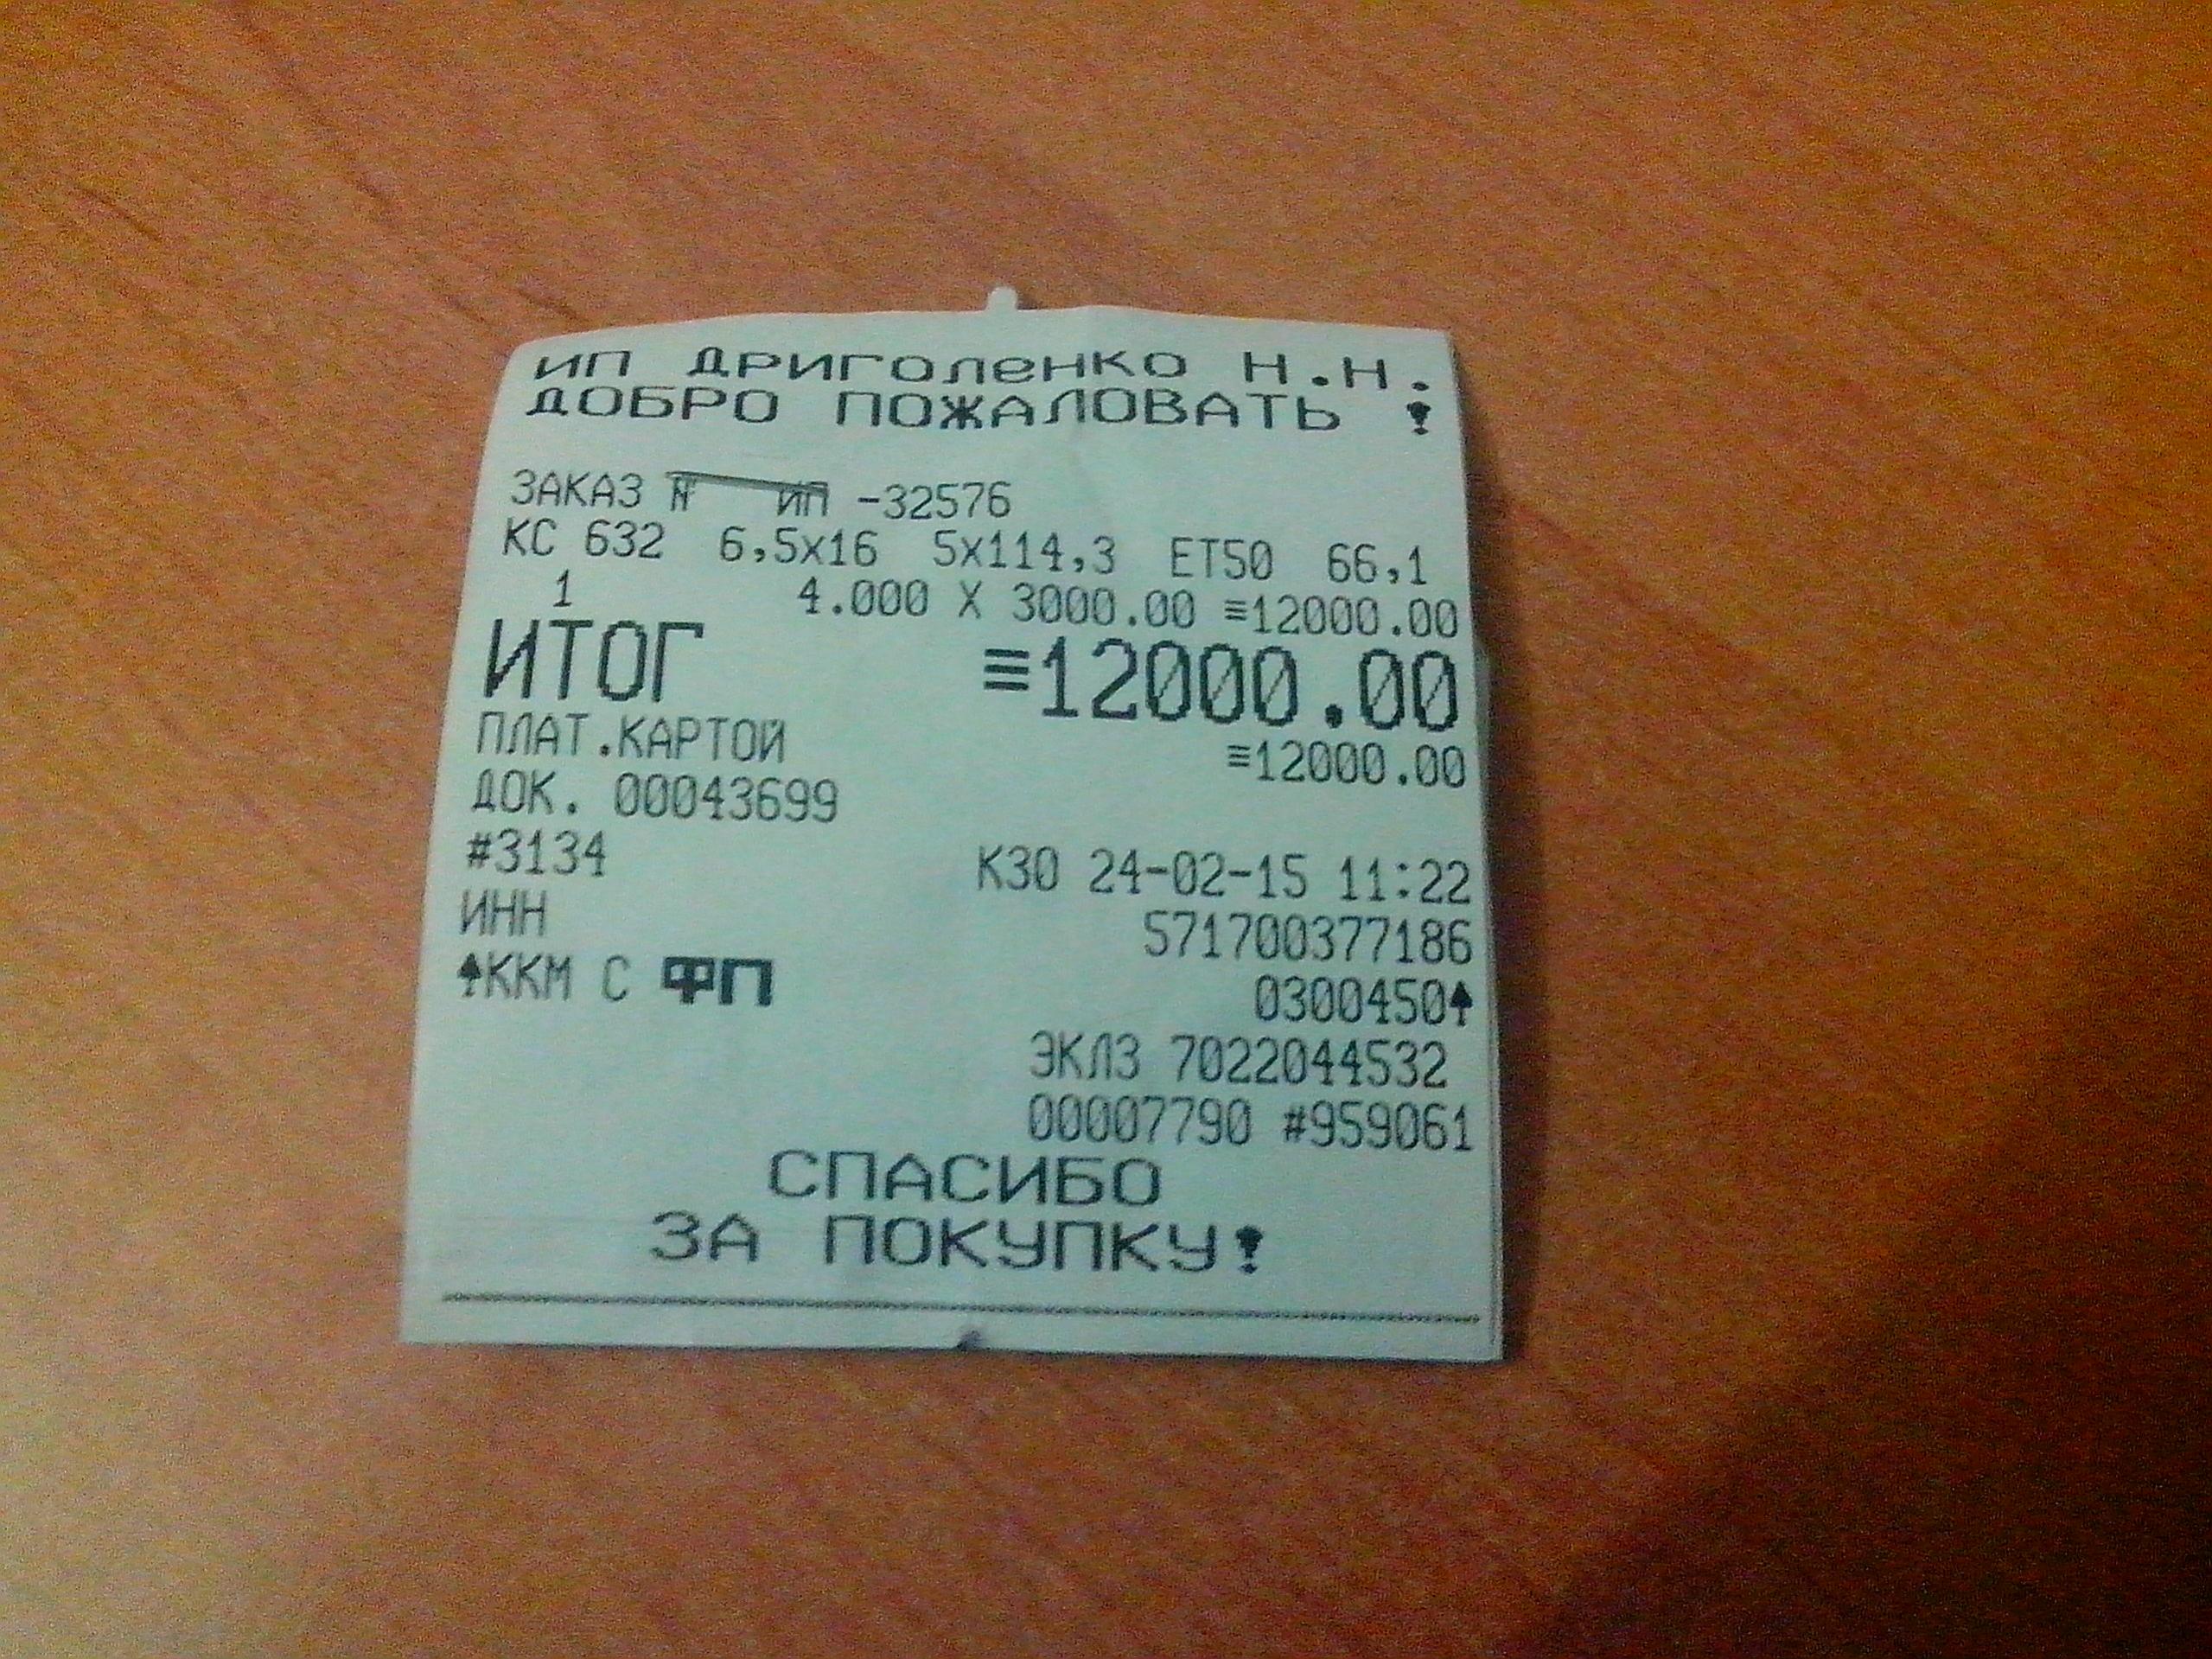 ИП ДРИГОЛЕНКО Н.Н.
ДОБРО ПОЖАЛОВАТЬ !
ЗАКАЗ № ИП -32576
КС 632 6,5х16 5х114,3 ЕТ50 66,1
1 4.000 X 3000.00 ≡12000.00
ИТОГ ≡12000.00
ПЛАТ.КАРТОЙ ≡12000.00
ДОК. 00043699
#3134 К30 24-02-15 11:22
ИНН 571700377186
♠ККМ С ФП 0300450♠
ЭКЛЗ 7022044532
00007790 #959061
СПАСИБО
ЗА ПОКУПКУ!